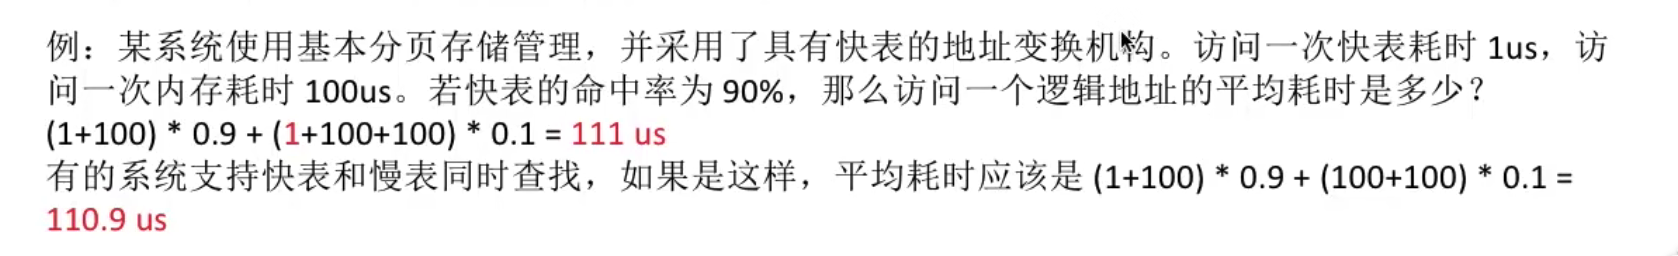 例：某系统使用基本分页存储管理，并采用了具有快表的地址变换机构。访问一次快表耗时 1us，访
问一次内存耗时 100us。若快表的命中率为 90%，那么访问一个逻辑地址的平均耗时是多少？
(1+100) * 0.9 + (1+100+100) * 0.1 = 111 us
有的系统支持快表和慢表同时查找，如果是这样，平均耗时应该是 (1+100) * 0.9 + (100+100) * 0.1 =
110.9 us